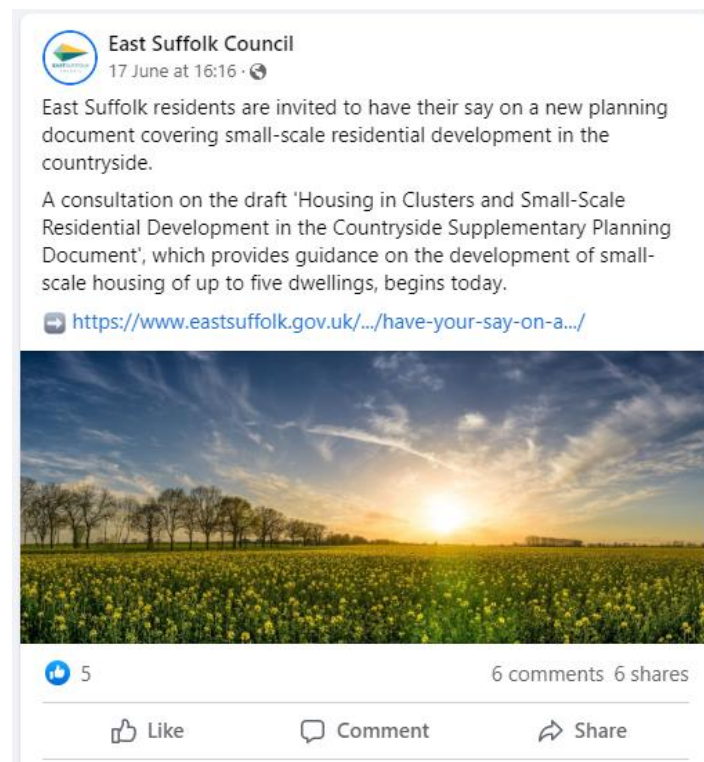 East Suffolk Council
17 June at 16:16 ·
East Suffolk residents are invited to have their say on a new planning
document covering small-scale residential development in the
countryside.
A consultation on the draft 'Housing in Clusters and Small-Scale
Residential Development in the Countryside Supplementary Planning
Document', which provides guidance on the development of small-
scale housing of up to five dwellings, begins today.
https://www.eastsuffolk.gov.uk/.../have-your-say-on-a.../
5
6 comments 6 shares
Like
Comment
Share